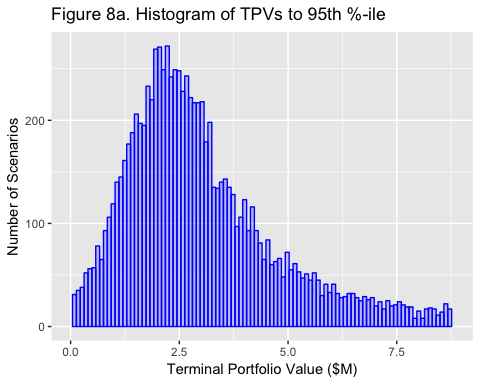 Figure 8a. Histogram of TPVs to 95th %-ile
Number of Scenarios
200
100
0
0.0 2.5 5.0 7.5
Terminal Portfolio Value ($M)